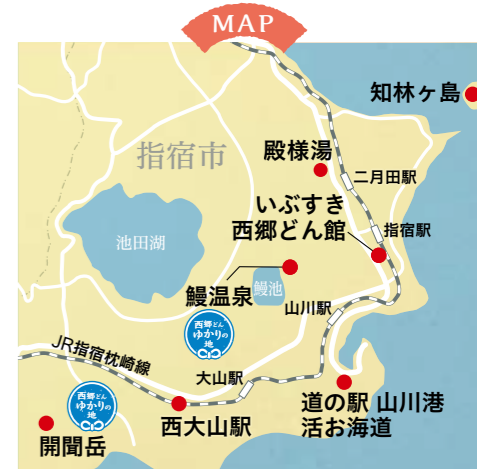 MAP
知林ヶ島
指宿市
殿様湯
二月田駅
いぶすき
西郷どん館
指宿駅
池田湖
鰻温泉
鰻池
山川駅
西郷どん
ゆかりの
地
JR指宿枕崎線
大山駅
西郷どん
ゆかりの
地
西大山駅
道の駅 山川港
活お海道
開聞岳